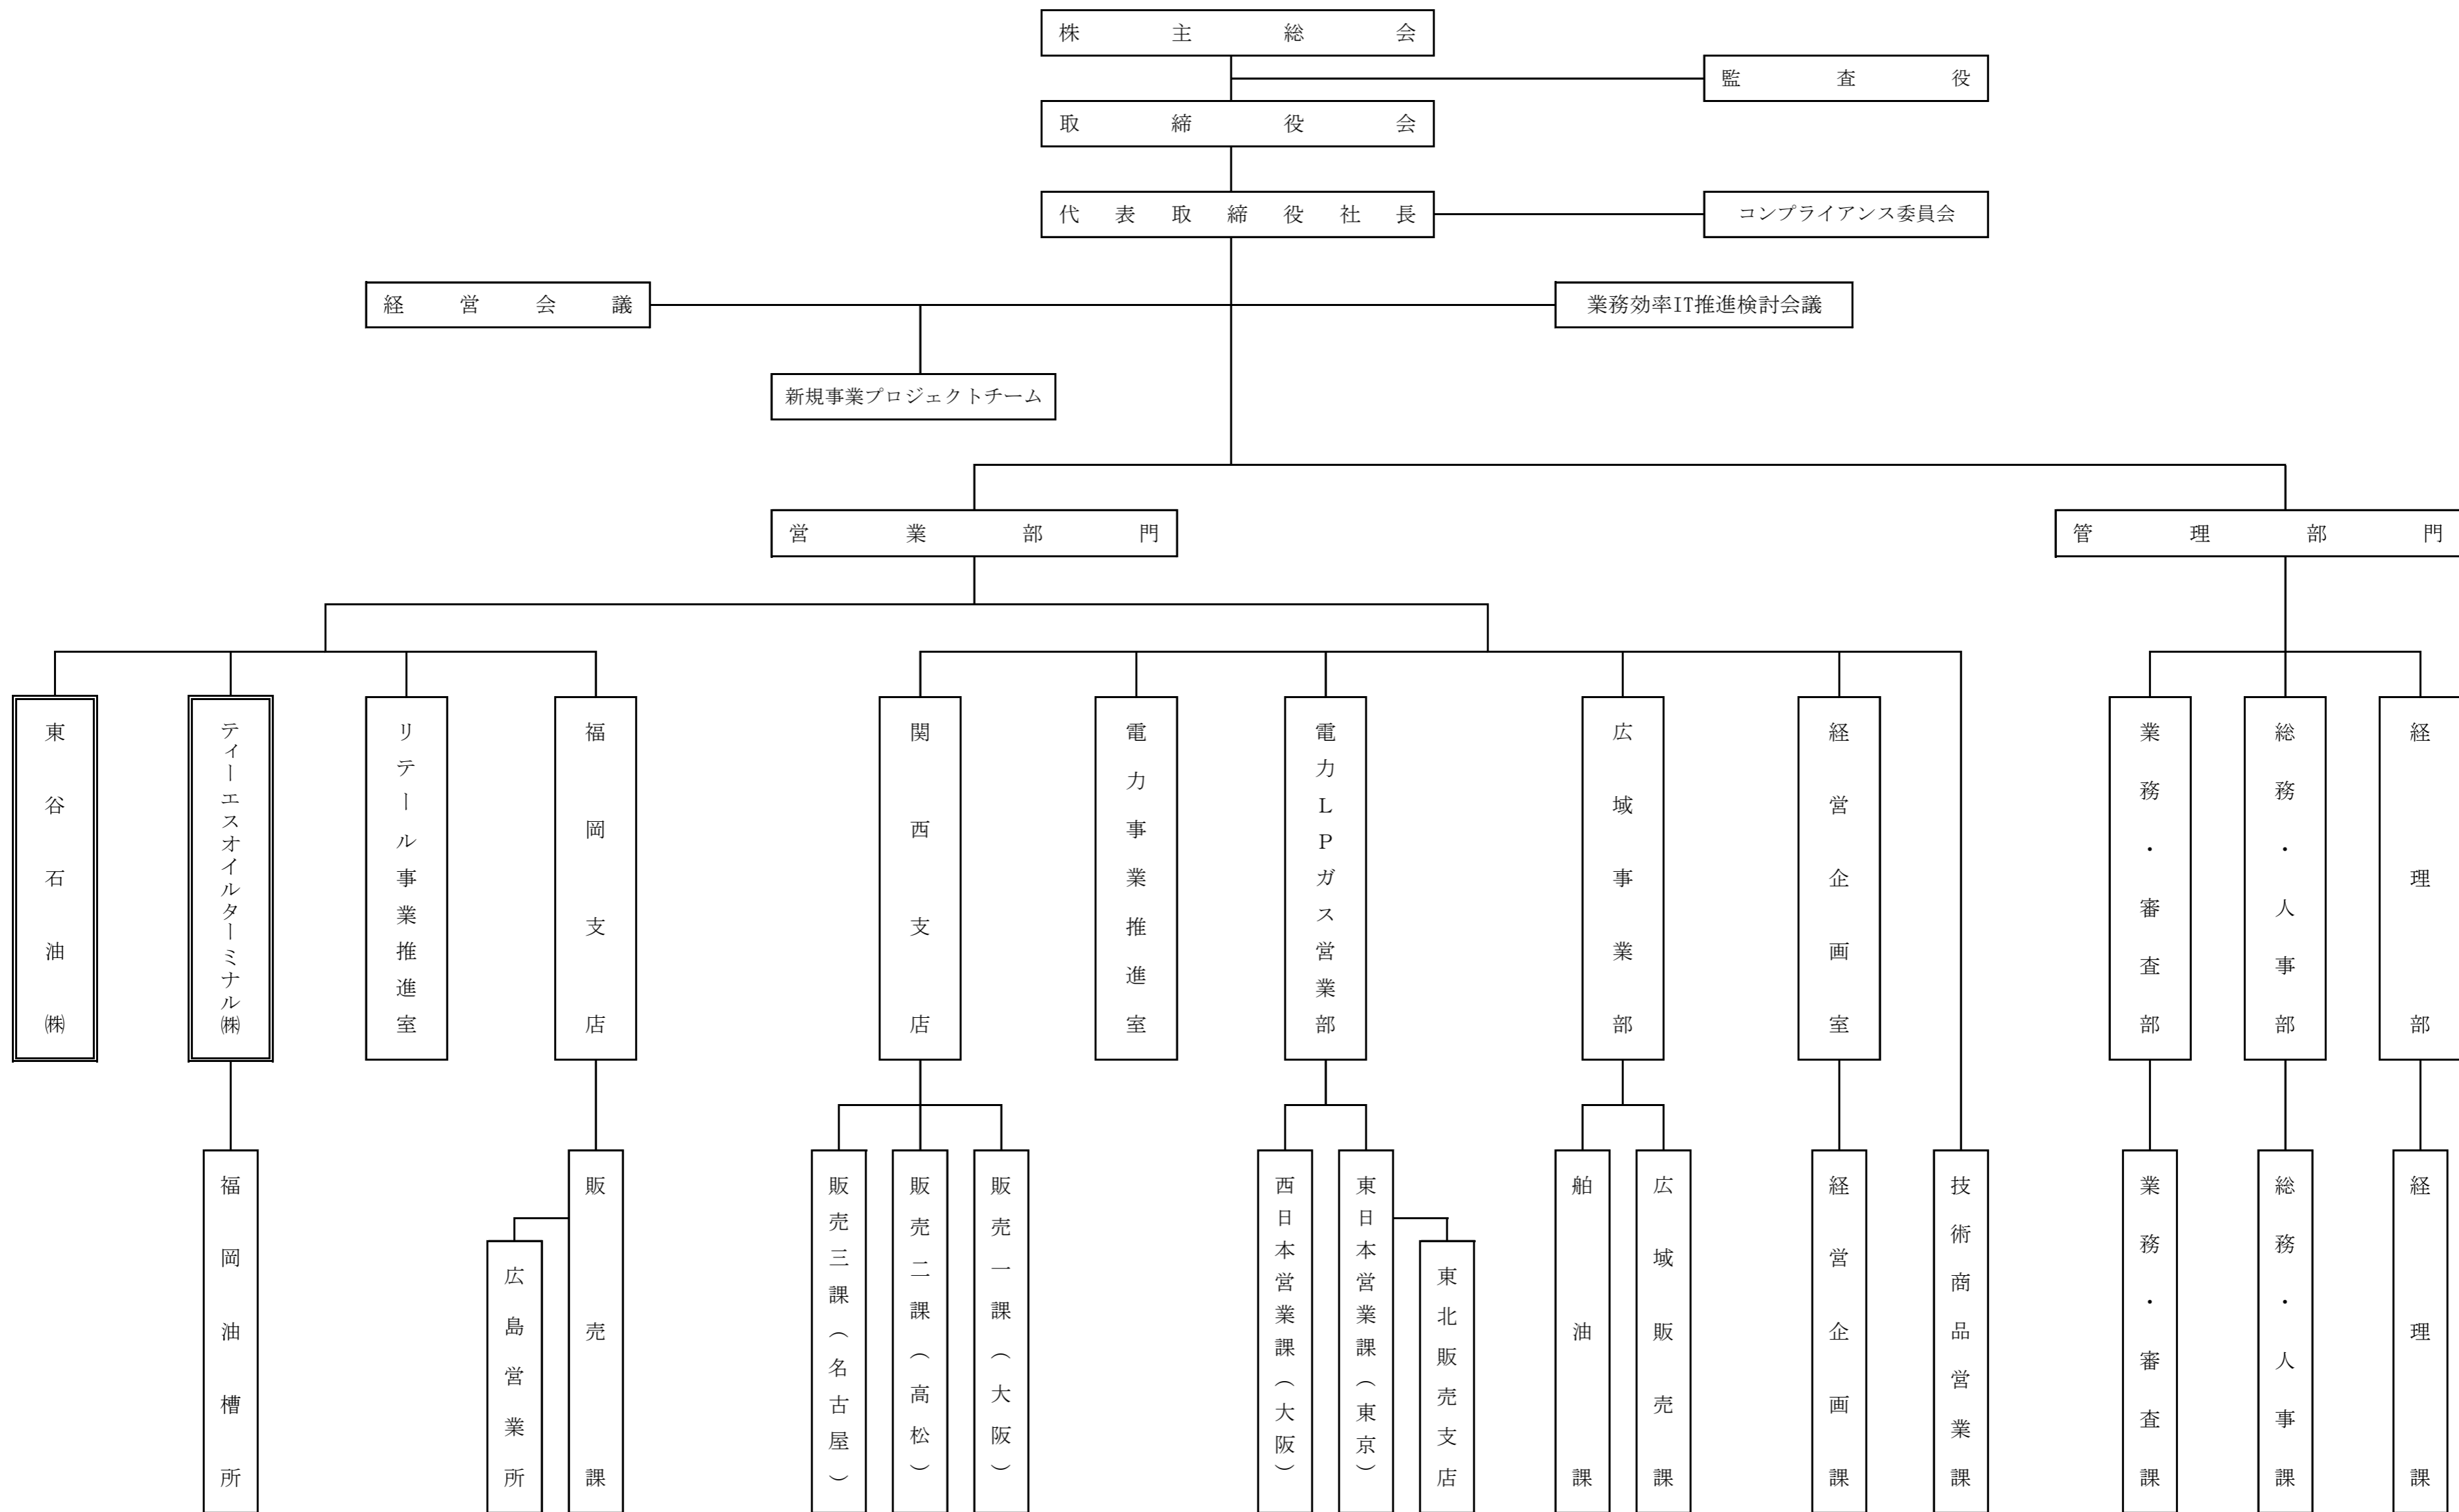 株主総会
監査役
取締役会
代表取締役社長
コンプライアンス委員会
経営会議
業務効率IT推進検討会議
新規事業プロジェクトチーム
営業部門
管理部門
東谷石油㈱
ティーエスオイルターミナル㈱
リテール事業推進室
福岡支店
関西支店
電力事業推進室
電力LPガス営業部
広域事業部
経営企画室
業務・審査部
総務・人事部
経理部
福岡油槽所
広島営業所
販売課
販売三課（名古屋）
販売二課（高松）
販売一課（大阪）
西日本営業課（大阪）
東日本営業課（東京）
東北販売支店
舶油課
広域販売課
経営企画課
技術商品営業課
業務・審査課
総務・人事課
経理課